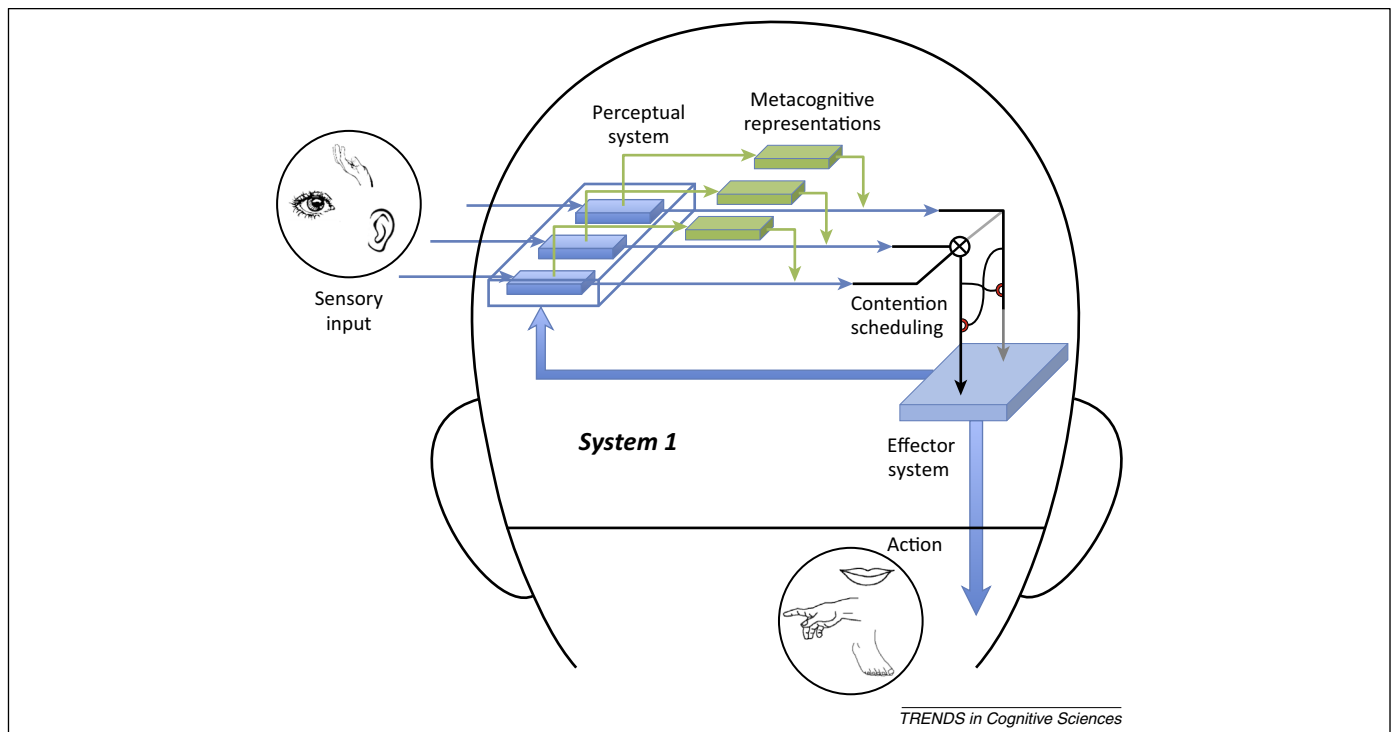 Perceptual
system
Metacognitive
representations
Sensory
input
Contention
scheduling
System 1
Effector
system
Action
TRENDS in Cognitive Sciences